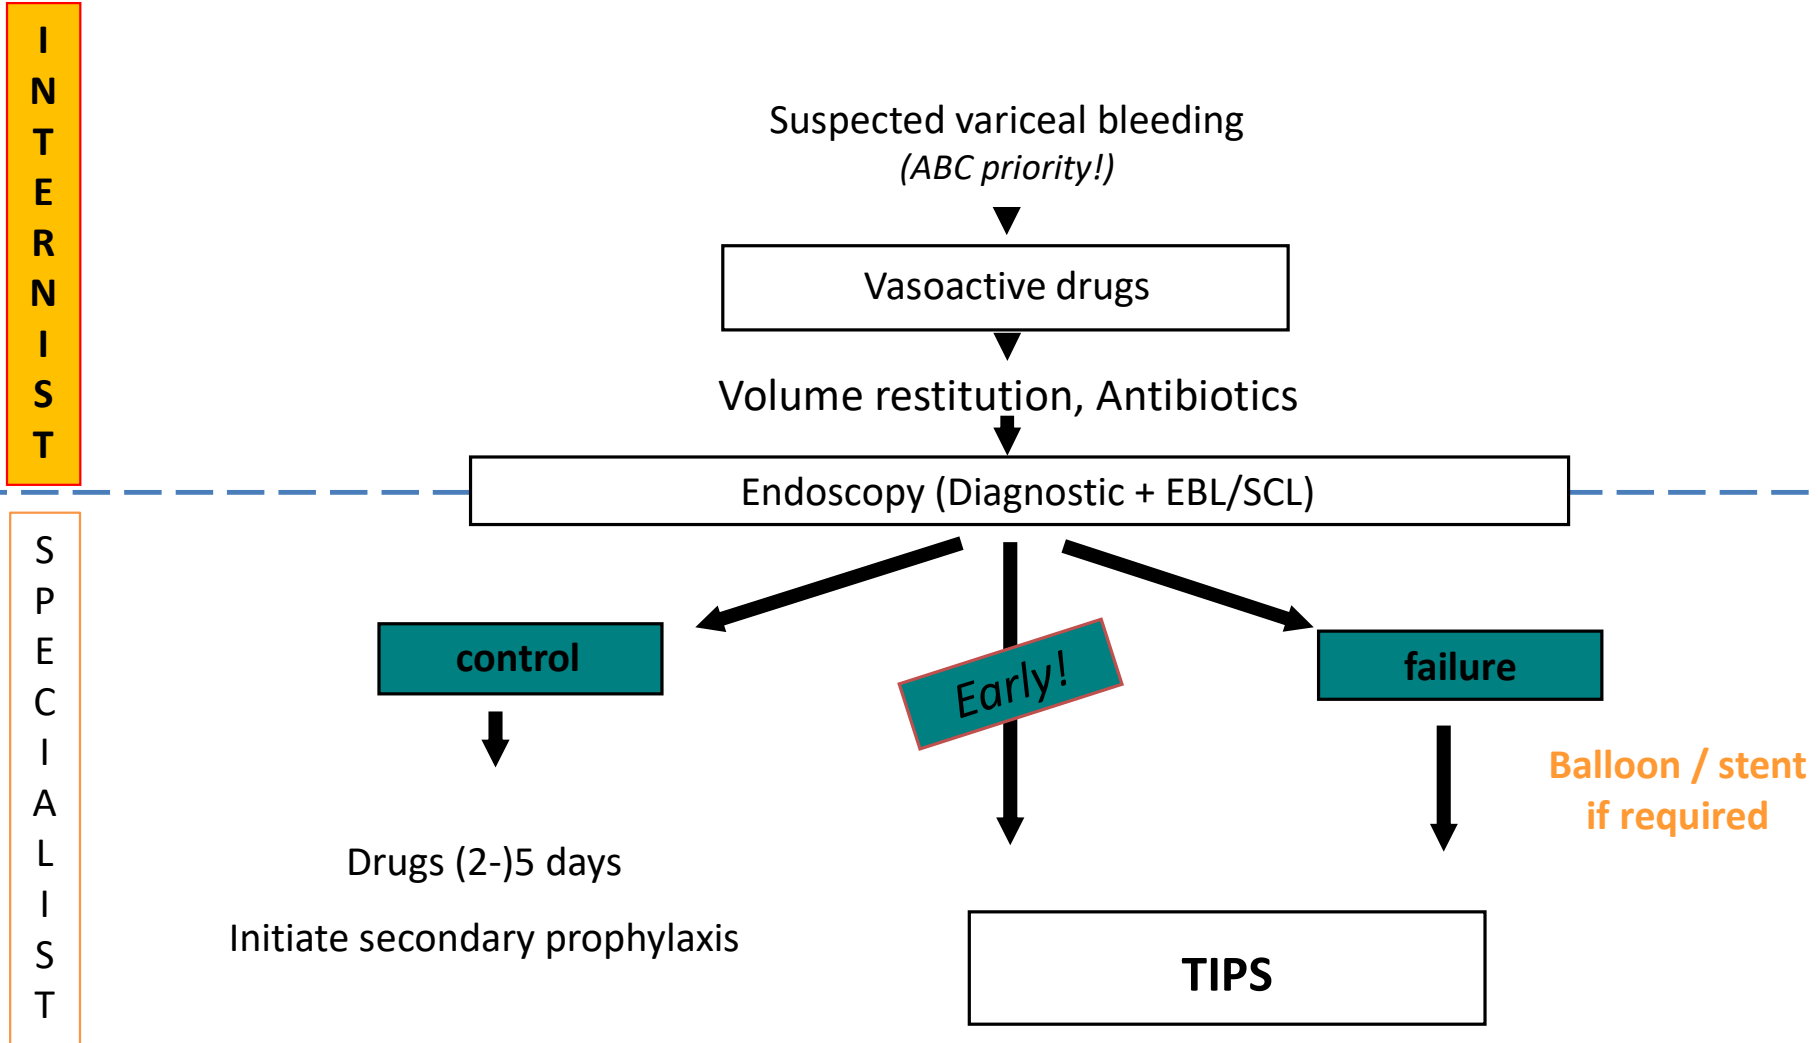 INTERNIST
Suspected variceal bleeding
(ABC priority!)
Vasoactive drugs
Volume restitution, Antibiotics
Endoscopy (Diagnostic + EBL/SCL)
SPECIALIST
control
Early!
failure
Balloon / stent
if required
Drugs (2-)5 days
Initiate secondary prophylaxis
TIPS